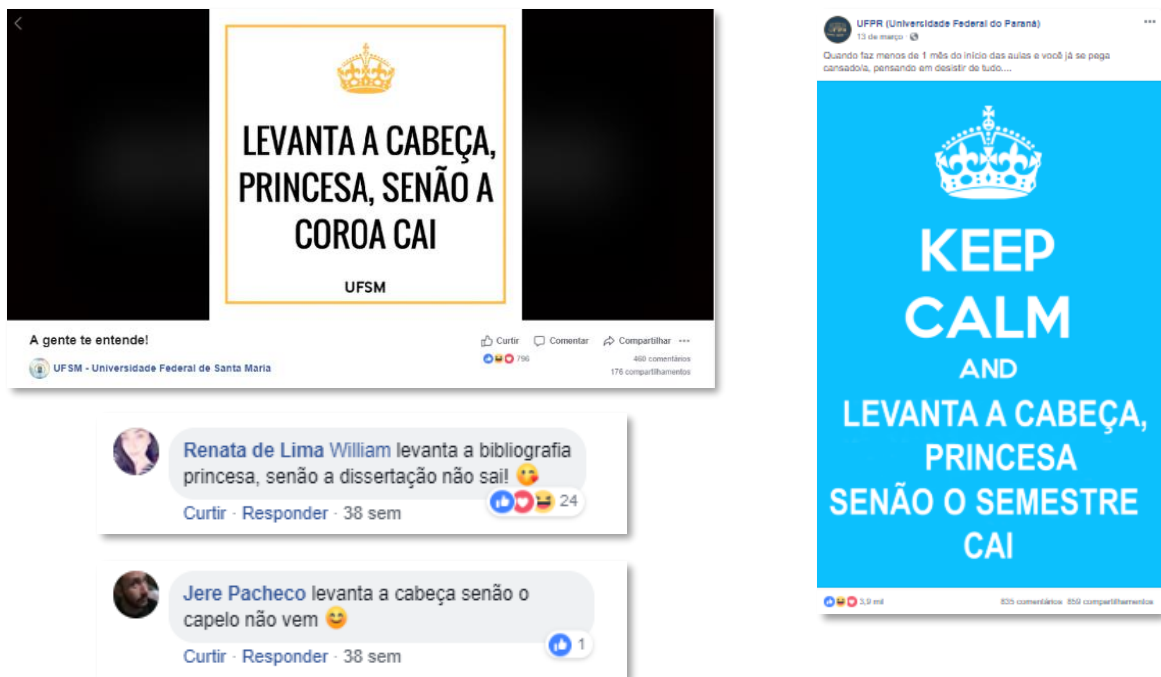 LEVANTA A CABEÇA,
PRINCESA, SENÃO A
COROA CAI
UFSM
A gente te entende!
Curtir Comentar Compartilhar
UFSM - Universidade Federal de Santa Maria
796
460 comentários
176 compartilhamentos
Renata de Lima William levanta a bibliografia
princesa, senão a dissertação não sai!
24
Curtir · Responder · 38 sem
Jere Pacheco levanta a cabeça senão o
capelo não vem
1
Curtir · Responder · 38 sem
UFPR (Universidade Federal do Paraná)
13 de março
Quando faz menos de 1 mês do início das aulas e você já se pega
cansado/a, pensando em desistir de tudo....
KEEP
CALM
AND
LEVANTA A CABEÇA,
PRINCESA
SENÃO O SEMESTRE
CAI
3,9 mil
comentários compartilhamentos